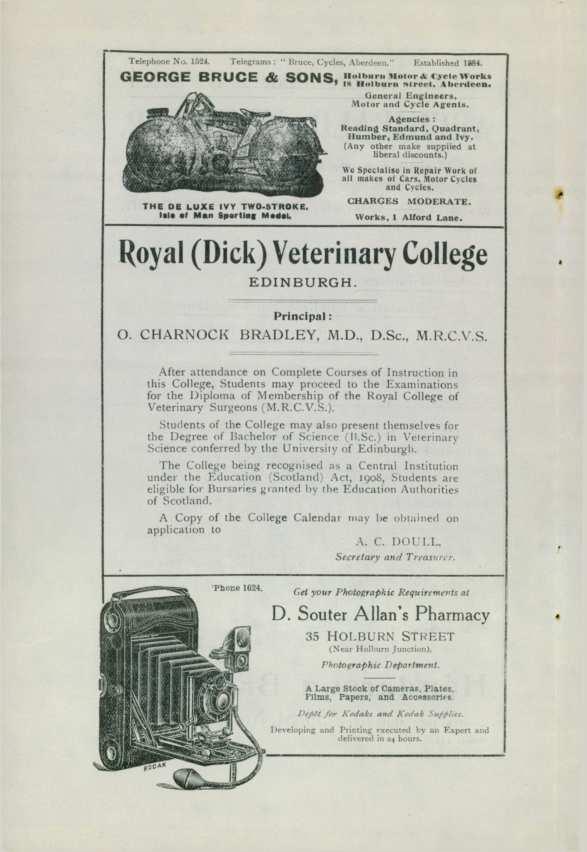 Telephone No. 1524. Telegrams: "Bruce, Cycles, Aberdeen." Established 1884.
GEORGE BRUCE & SONS, Holburn Motor & Cycle Works
18 Holburn Street, Aberdeen.
General Engineers,
Motor and Cycle Agents.
Agencies:
Reading Standard, Quadrant,
Humber, Edmund and Ivy.
(Any other make supplied at
liberal discounts.)
We Specialise in Repair Work of
all makes of Cars, Motor Cycles
and Cycles.
CHARGES MODERATE.
Works, 1 Alford Lane.
THE DE LUXE IVY TWO-STROKE.
Isle of Man Sporting Model.
Royal (Dick) Veterinary College
EDINBURGH.
Principal:
O. CHARNOCK BRADLEY, M.D., D.Sc., M.R.C.V.S.
After attendance on Complete Courses of Instruction in
this College, Students may proceed to the Examinations
for the Diploma of Membership of the Royal College of
Veterinary Surgeons (M.R.C.V.S.).
Students of the College may also present themselves for
the Degree of Bachelor of Science (B.Sc.) in Veterinary
Science conferred by the University of Edinburgh.
The College being recognised as a Central Institution
under the Education (Scotland) Act, 1908, Students are
eligible for Bursaries granted by the Education Authorities
of Scotland.
A Copy of the College Calendar may be obtained on
application to
A. C. DOULL,
Secretary and Treasurer.
'Phone 1624.
Get your Photographic Requirements at
D. Souter Allan's Pharmacy
35 HOLBURN STREET
(Near Holburn Junction).
Photographic Department.
A Large Stock of Cameras, Plates,
Films, Papers, and Accessories.
Depôt for Kodaks and Kodak Supplies.
Developing and Printing executed by an Expert and
delivered in 24 hours.
KODAK